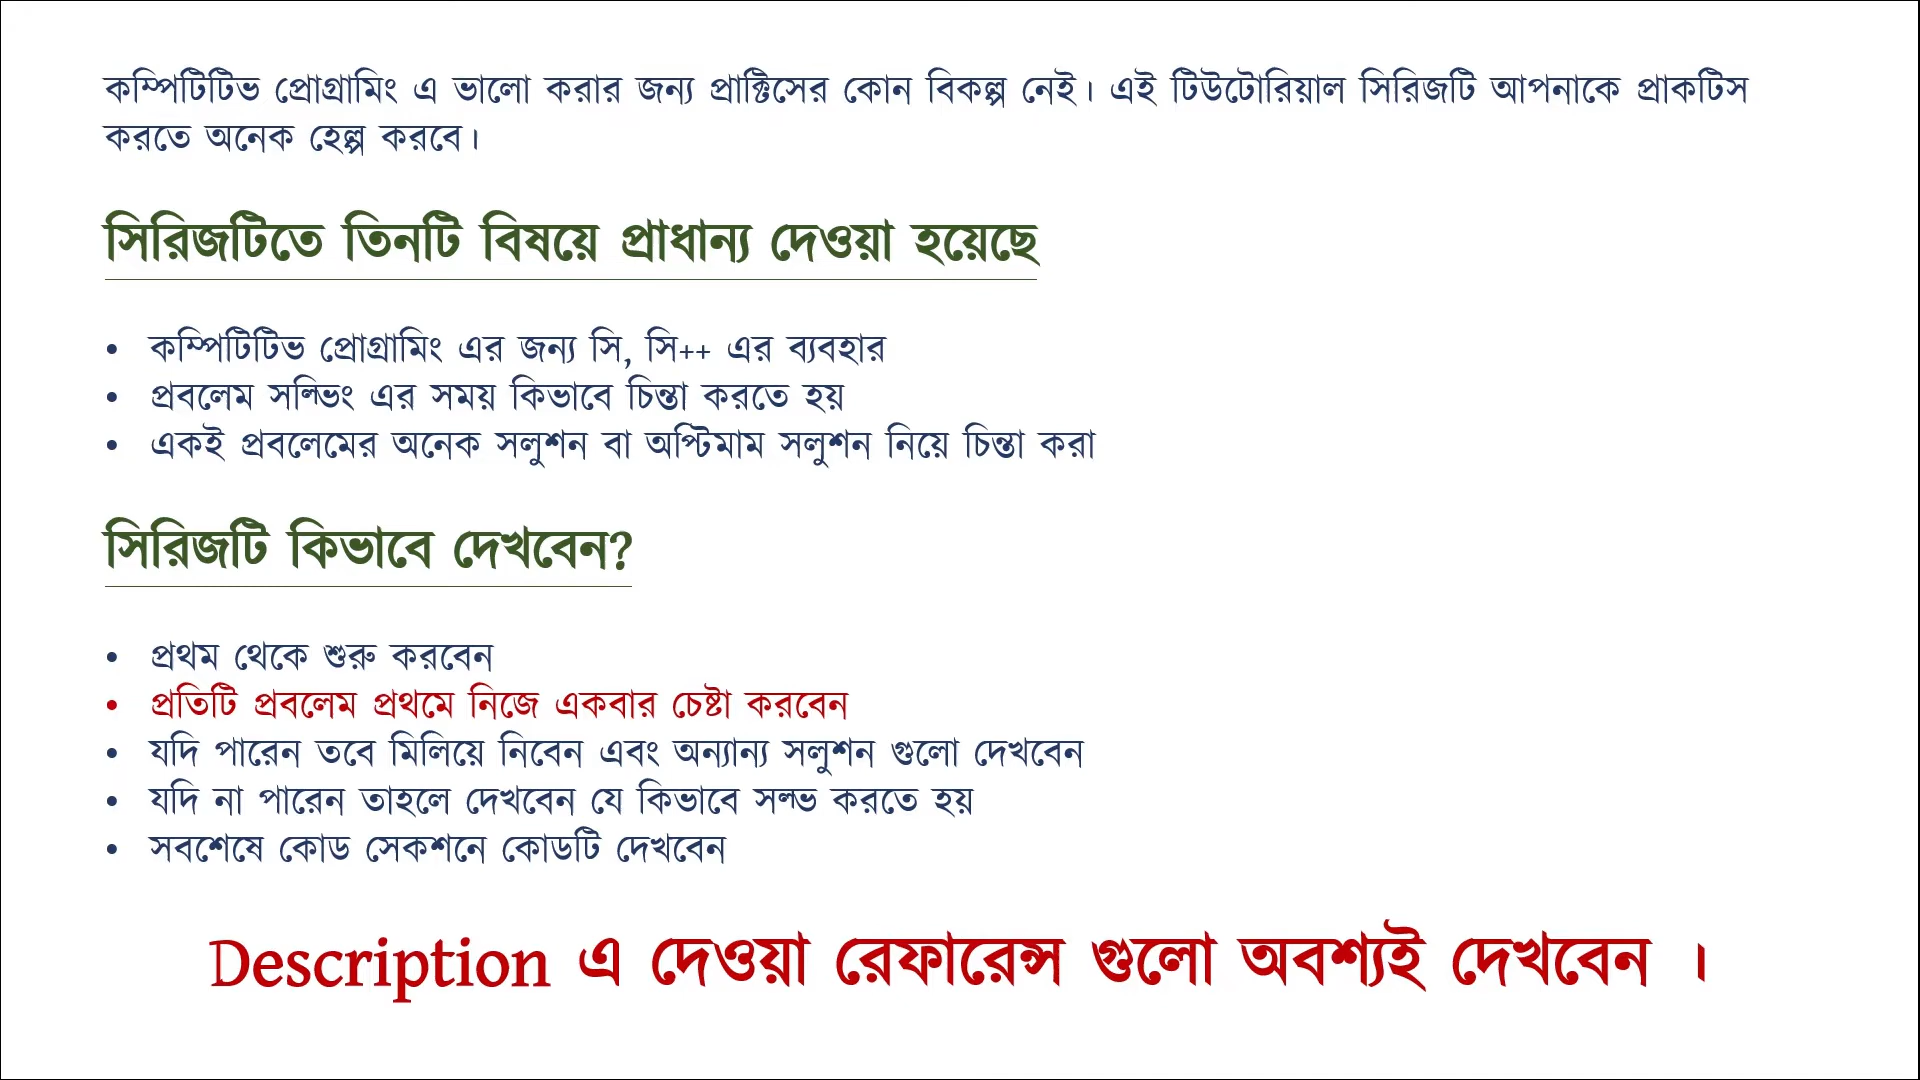 কম্পিটিটিভ প্রোগ্রামিং এ ভালো করার জন্য প্রাক্টিসের কোন বিকল্প নেই। এই টিউটোরিয়াল সিরিজটি আপনাকে প্রাকটিস
করতে অনেক হেল্প করবে।
সিরিজটিতে তিনটি বিষয়ে প্রাধান্য দেওয়া হয়েছে
• কম্পিটিটিভ প্রোগ্রামিং এর জন্য সি, সি++ এর ব্যবহার
• প্রবলেম সল্ভিং এর সময় কিভাবে চিন্তা করতে হয়
• একই প্রবলেমের অনেক সলুশন বা অপ্টিমাম সলুশন নিয়ে চিন্তা করা
সিরিজটি কিভাবে দেখবেন?
• প্রথম থেকে শুরু করবেন
• প্রতিটি প্রবলেম প্রথমে নিজে একবার চেষ্টা করবেন
• যদি পারেন তবে মিলিয়ে নিবেন এবং অন্যান্য সলুশন গুলো দেখবেন
• যদি না পারেন তাহলে দেখবেন যে কিভাবে সল্ভ করতে হয়
• সবশেষে কোড সেকশনে কোডটি দেখবেন
Description এ দেওয়া রেফারেন্স গুলো অবশ্যই দেখবেন ।